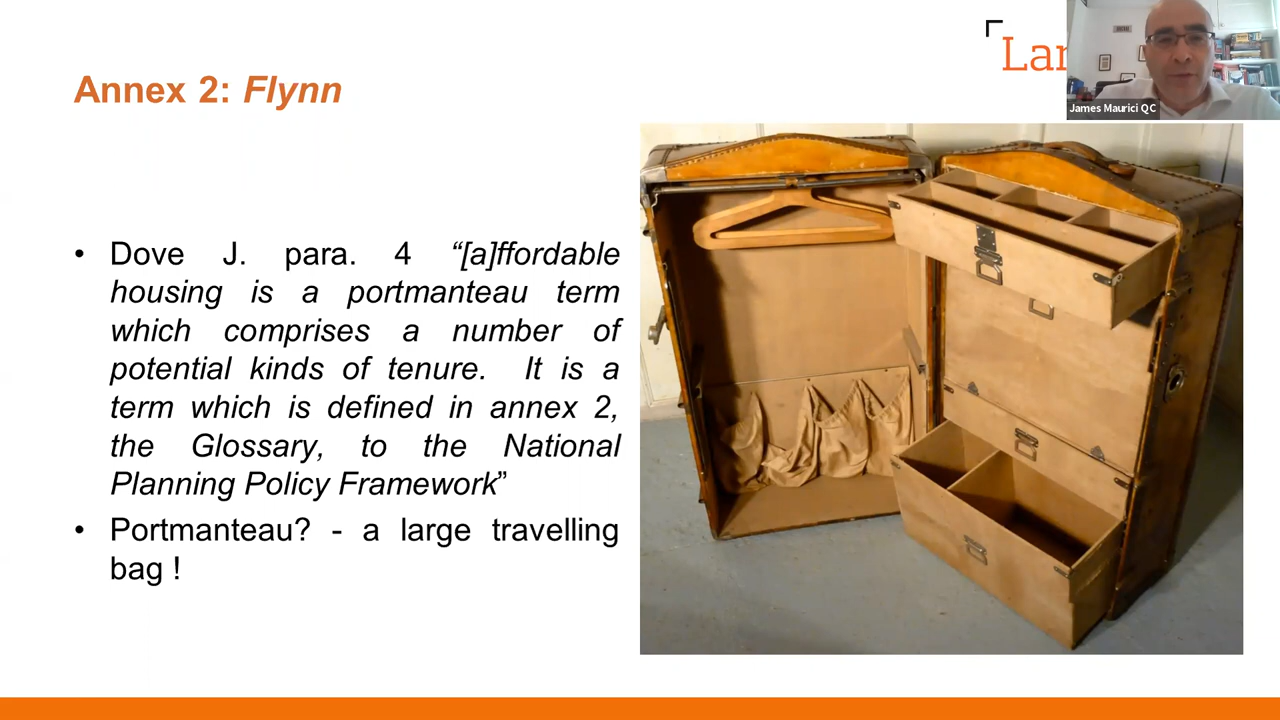 Lan
James Maurici QC
Annex 2: Flynn
• Dove J. para. 4 “[a]ffordable
housing is a portmanteau term
which comprises a number of
potential kinds of tenure. It is a
term which is defined in annex 2,
the Glossary, to the National
Planning Policy Framework”
• Portmanteau? - a large travelling
bag !